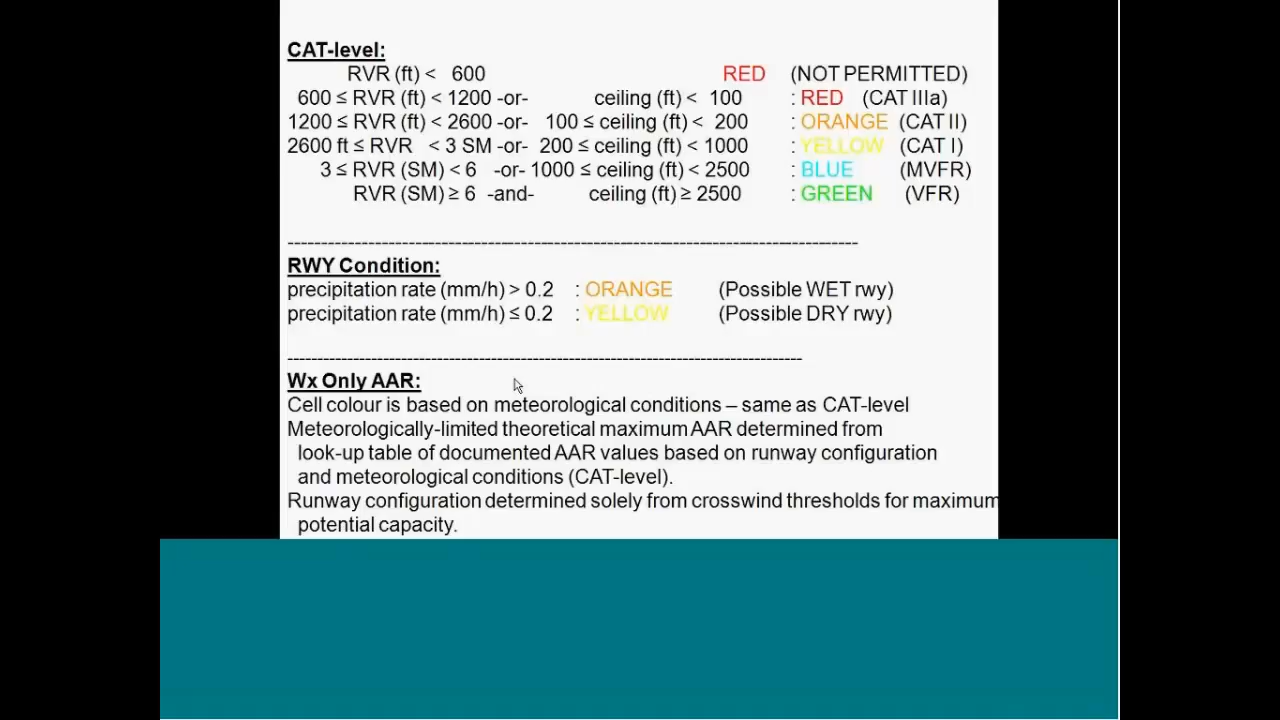 CAT-level:
RVR (ft) < 600 RED (NOT PERMITTED)
600 ≤ RVR (ft) < 1200 -or- ceiling (ft) < 100 : RED (CAT IIIa)
1200 ≤ RVR (ft) < 2600 -or- 100 ≤ ceiling (ft) < 200 : ORANGE (CAT II)
2600 ft ≤ RVR < 3 SM -or- 200 ≤ ceiling (ft) < 1000 : YELLOW (CAT I)
3 ≤ RVR (SM) < 6 -or- 1000 ≤ ceiling (ft) < 2500 : BLUE (MVFR)
RVR (SM) ≥ 6 -and- ceiling (ft) ≥ 2500 : GREEN (VFR)
RWY Condition:
precipitation rate (mm/h) > 0.2 : ORANGE (Possible WET rwy)
precipitation rate (mm/h) ≤ 0.2 : YELLOW (Possible DRY rwy)
Wx Only AAR:
Cell colour is based on meteorological conditions – same as CAT-level
Meteorologically-limited theoretical maximum AAR determined from
look-up table of documented AAR values based on runway configuration
and meteorological conditions (CAT-level).
Runway configuration determined solely from crosswind thresholds for maximum
potential capacity.